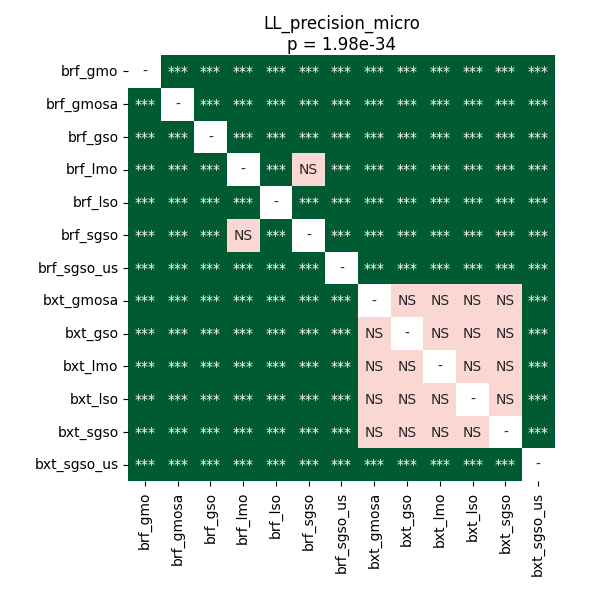 LL_precision_micro
p = 1.98e-34
brf_gmo - *** *** *** *** *** *** *** *** *** *** *** ***
brf_gmosa *** - *** *** *** *** *** *** *** *** *** *** ***
brf_gso *** *** - *** *** *** *** *** *** *** *** *** ***
brf_lmo *** *** *** - *** NS *** *** *** *** *** *** ***
brf_lso *** *** *** *** - *** *** *** *** *** *** *** ***
brf_sgso *** *** *** NS *** - *** *** *** *** *** *** ***
brf_sgso_us *** *** *** *** *** *** - *** *** *** *** *** ***
bxt_gmosa *** *** *** *** *** *** *** - NS NS NS NS ***
bxt_gso *** *** *** *** *** *** *** NS - NS NS NS ***
bxt_lmo *** *** *** *** *** *** *** NS NS - NS NS ***
bxt_lso *** *** *** *** *** *** *** NS NS NS - NS ***
bxt_sgso *** *** *** *** *** *** *** NS NS NS NS - ***
bxt_sgso_us *** *** *** *** *** *** *** *** *** *** *** *** -
brf_gmo
brf_gmosa
brf_gso
brf_lmo
brf_lso
brf_sgso
brf_sgso_us
bxt_gmosa
bxt_gso
bxt_lmo
bxt_lso
bxt_sgso
bxt_sgso_us